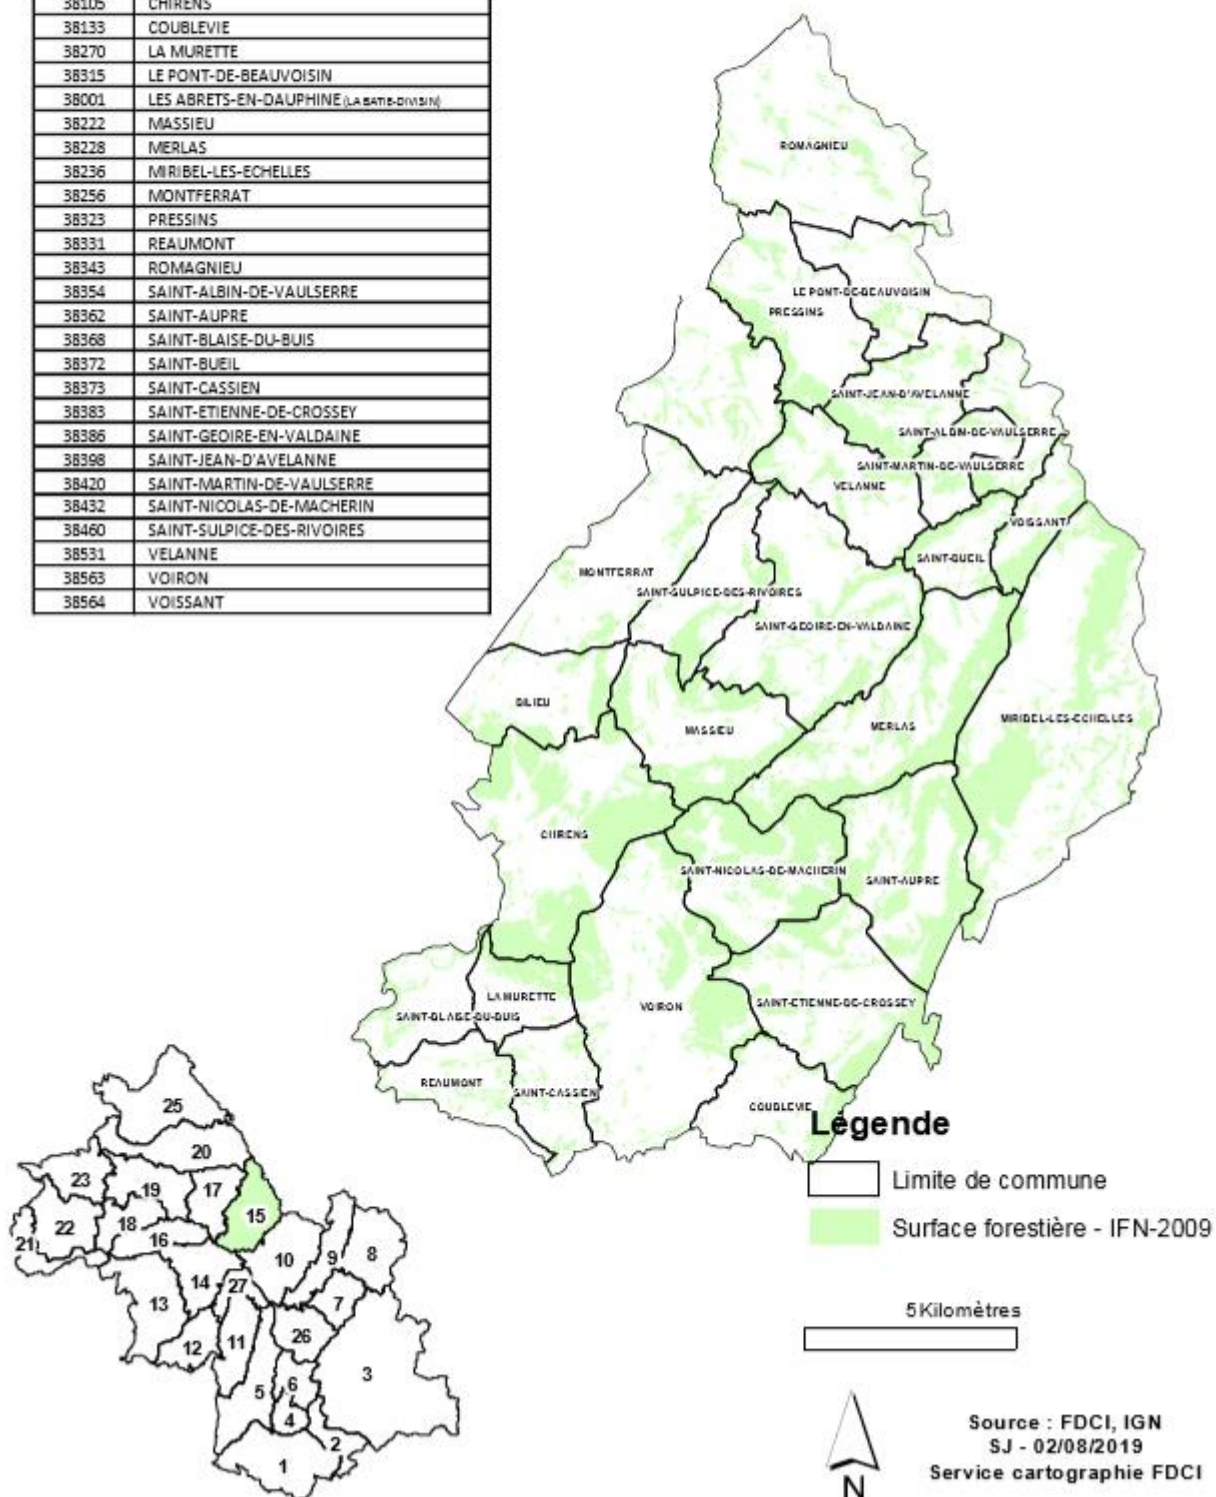 38105 CHIRENS
38133 COUBLEVIE
38270 LA MURETTE
38315 LE PONT-DE-BEAUVOISIN
38001 LES ABRETS-EN-DAUPHINE (LA BATIE-DIVISIN)
38222 MASSIEU
38228 MERLAS
38236 MIRIBEL-LES-ECHELLES
38256 MONTFERRAT
38323 PRESSINS
38331 REAUMONT
38343 ROMAGNIEU
38354 SAINT-ALBIN-DE-VAULSERRE
38362 SAINT-AUPRE
38368 SAINT-BLAISE-DU-BUIS
38372 SAINT-BUEIL
38373 SAINT-CASSIEN
38383 SAINT-ETIENNE-DE-CROSSEY
38386 SAINT-GEOIRE-EN-VALDAINE
38398 SAINT-JEAN-D'AVELANNE
38420 SAINT-MARTIN-DE-VAULSERRE
38432 SAINT-NICOLAS-DE-MACHERIN
38460 SAINT-SULPICE-DES-RIVOIRES
38531 VELANNE
38563 VOIRON
38564 VOISSANT
ROMAGNIEU
LE PONT-DE-BEAUVOISIN
PRESSINS
SAINT-JEAN-D'AVELANNE
SAINT-ALBIN-DE-VAULSERRE
SAINT-MARTIN-DE-VAULSERRE
VELANNE
VOISSANT
SAINT-BUEIL
MONTFERRAT
SAINT-SULPICE-DES-RIVOIRES
SAINT-GEOIRE-EN-VALDAINE
BILIEU
MASSIEU
MERLAS
MIRIBEL-LES-ECHELLES
CHIRENS
SAINT-NICOLAS-DE-MACHERIN
SAINT-AUPRE
LA MURETTE
SAINT-BLAISE-DU-BUIS
VOIRON
SAINT-ETIENNE-DE-CROSSEY
REAUMONT
SAINT-CASSIEN
COUBLEVIE
25
20
23
19
17
15
22
18
16
21
10
9
8
14
27
13
7
12
11
26
3
5
6
4
2
1
Légende
Limite de commune
Surface forestière - IFN-2009
5 Kilomètres
N
Source : FDCI, IGN
SJ - 02/08/2019
Service cartographie FDCI